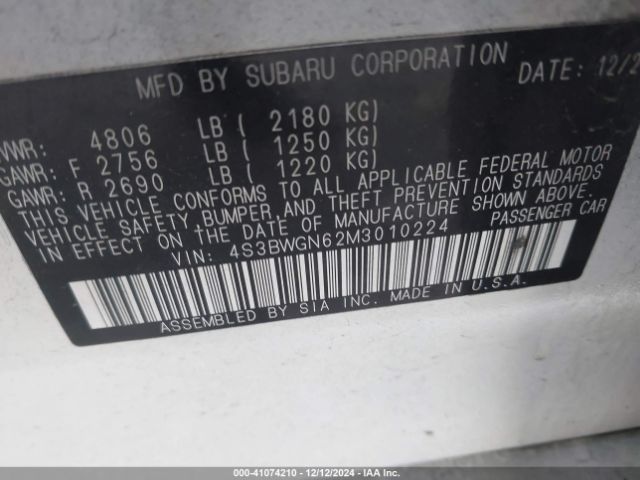 MFD BY SUBARU CORPORATION DATE: 12/2
VWR: 4806 LB ( 2180 KG)
GAWR: F 2756 LB ( 1250 KG)
GAWR: R 2690 LB ( 1220 KG)
THIS VEHICLE CONFORMS TO ALL APPLICABLE FEDERAL MOTOR
VEHICLE SAFETY BUMPER,AND THEFT PREVENTION STANDARDS
IN EFFECT ON THE DATE OF MANUFACTURE SHOWN ABOVE.
VIN: 4S3BWGN62M3010224 PASSENGER CAR
ASSEMBLED BY SIA INC. MADE IN U.S.A.
000-41074210 - 12/12/2024 - IAA Inc.